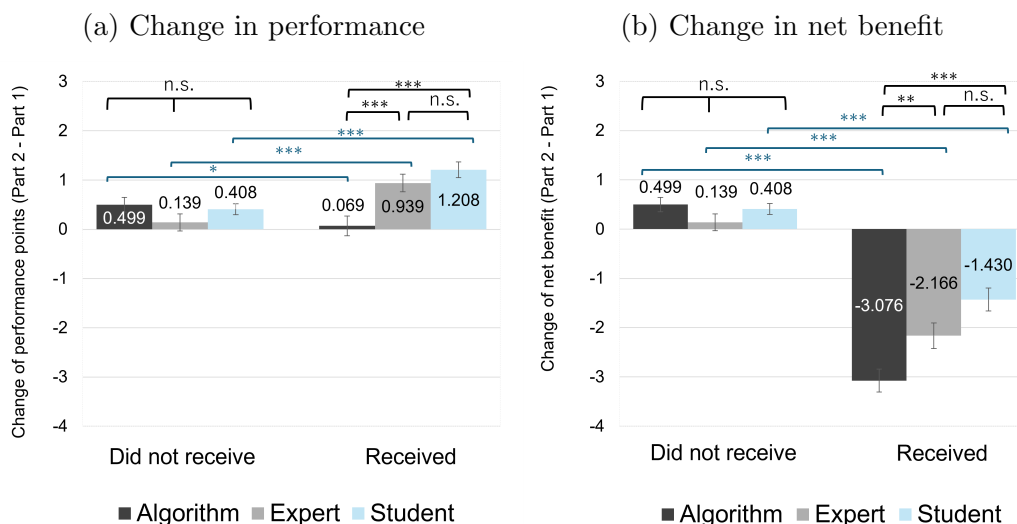 (a) Change in performance
Change of performance points (Part 2 - Part 1)
3
2
1
0
-1
-2
-3
-4
n.s.
***
***
n.s.
***
***
*
0.499
0.139
0.408
0.069
0.939
1.208
Did not receive
Received
Algorithm
Expert
Student
(b) Change in net benefit
Change of net benefit (Part 2 - Part 1)
3
2
1
0
-1
-2
-3
-4
n.s.
***
**
n.s.
***
***
***
0.499
0.139
0.408
-3.076
-2.166
-1.430
Did not receive
Received
Algorithm
Expert
Student